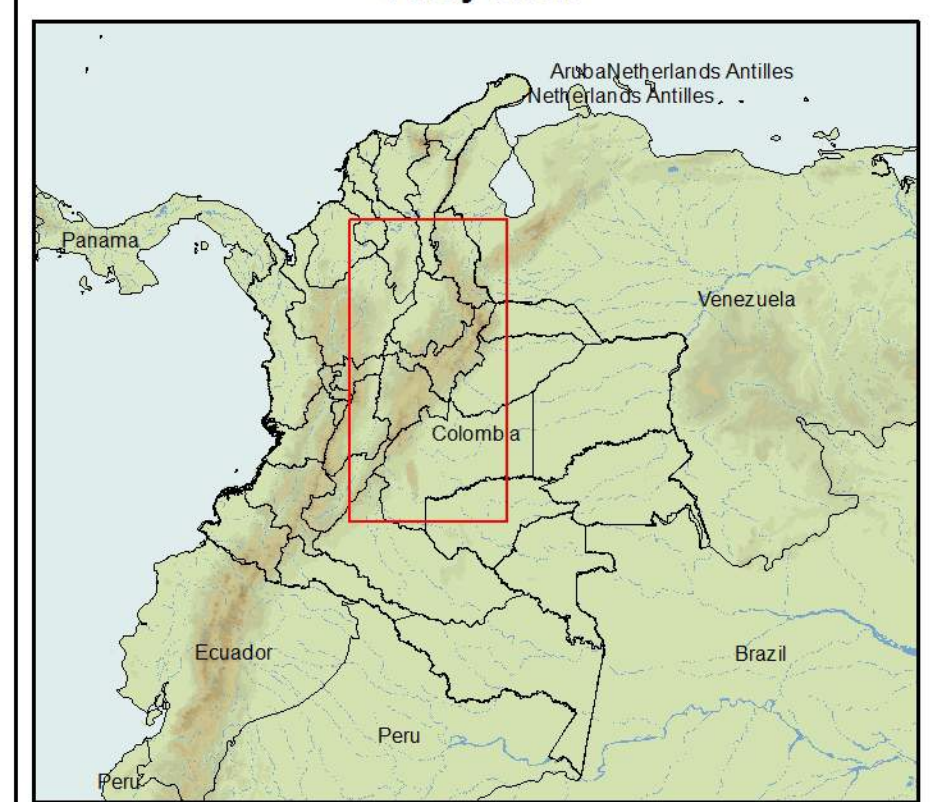 ArubaNetherlands Antilles
Netherlands Antilles
Panama
Venezuela
Colombia
Ecuador
Brazil
Peru
Peru